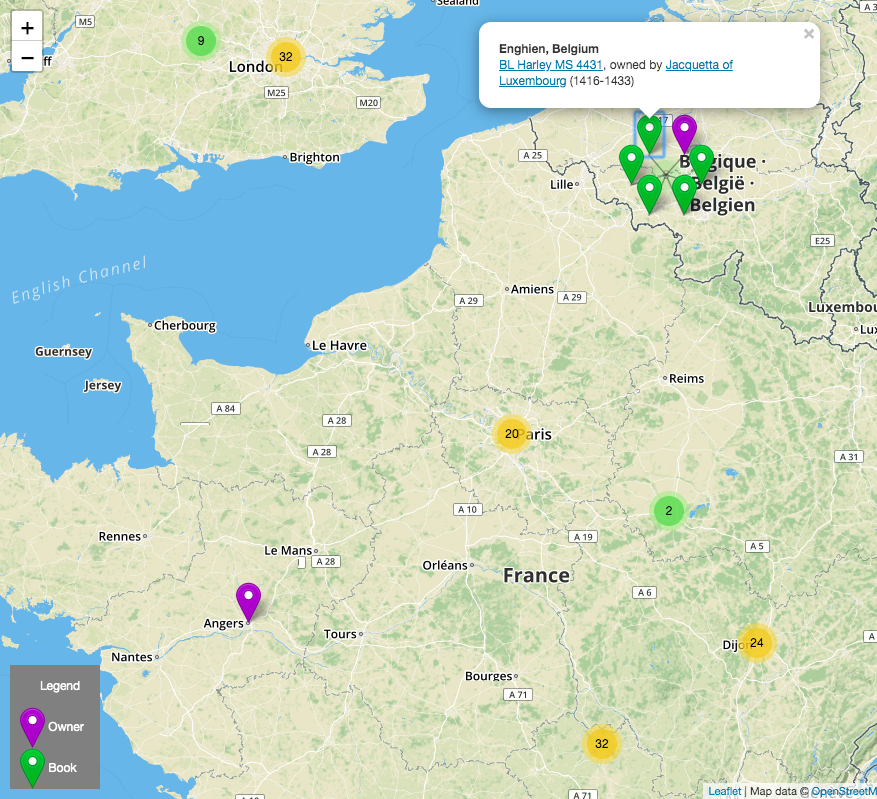 Sealand
M5
A 3
+
9
−
ff
London
32
×
Enghien, Belgium
BL Harley MS 4431, owned by Jacquetta of
Luxembourg (1416-1433)
M25
M20
17
Brighton
A 25
Lille
Belgique ·
België ·
Belgien
E25
English Channel
Amiens
A 29
A 29
Luxembou
Cherbourg
Lux
Guernsey
Le Havre
Jersey
Reims
A 84
A 28
20
Paris
A 28
A 31
A 10
2
Rennes
A 19
A 5
Le Mans
A 28
Orléans
France
A 6
Angers
Tours
Dijon
24
A
Nantes
Bourges
Legend
A 71
Owner
32
Book
A 71
Leaflet | Map data © OpenStreetM